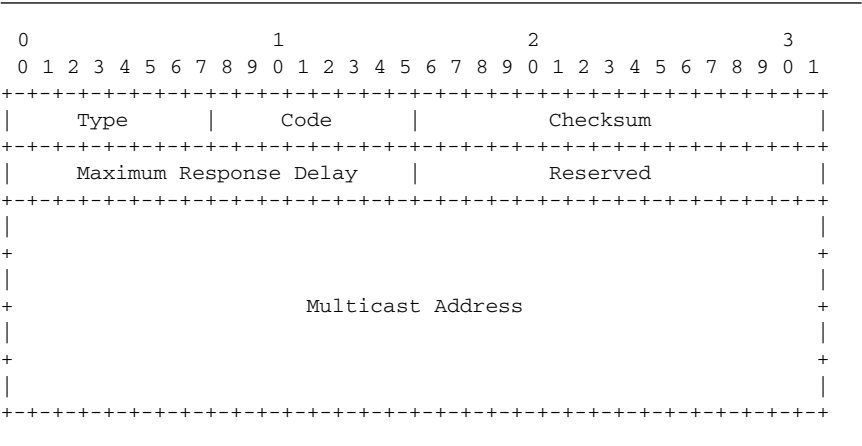 0                   1                   2                   3
 0 1 2 3 4 5 6 7 8 9 0 1 2 3 4 5 6 7 8 9 0 1 2 3 4 5 6 7 8 9 0 1
+-+-+-+-+-+-+-+-+-+-+-+-+-+-+-+-+-+-+-+-+-+-+-+-+-+-+-+-+-+-+-+-+
|     Type      |     Code      |          Checksum             |
+-+-+-+-+-+-+-+-+-+-+-+-+-+-+-+-+-+-+-+-+-+-+-+-+-+-+-+-+-+-+-+-+
|     Maximum Response Delay    |          Reserved             |
+-+-+-+-+-+-+-+-+-+-+-+-+-+-+-+-+-+-+-+-+-+-+-+-+-+-+-+-+-+-+-+-+
|                                                               |
+                                                               +
|                                                               |
+                       Multicast Address                       +
|                                                               |
+                                                               +
|                                                               |
+-+-+-+-+-+-+-+-+-+-+-+-+-+-+-+-+-+-+-+-+-+-+-+-+-+-+-+-+-+-+-+-+